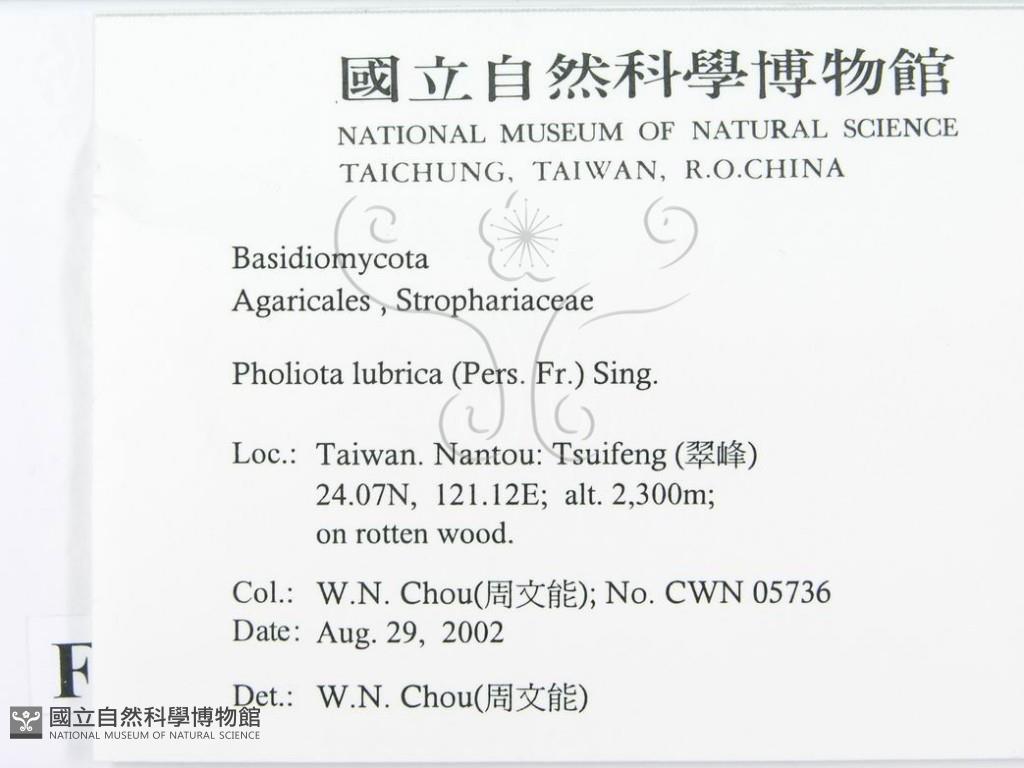 國立自然科學博物館
NATIONAL MUSEUM OF NATURAL SCIENCE
TAICHUNG, TAIWAN, R.O.CHINA
Basidiomycota
Agaricales , Strophariaceae
Pholiota lubrica (Pers. Fr.) Sing.
Loc.: Taiwan. Nantou: Tsuifeng (翠峰)
24.07N, 121.12E; alt. 2,300m;
on rotten wood.
Col.: W.N. Chou(周文能); No. CWN 05736
Date: Aug. 29, 2002
Det.: W.N. Chou(周文能)
F
國立自然科學博物館
NATIONAL MUSEUM OF NATURAL SCIENCE